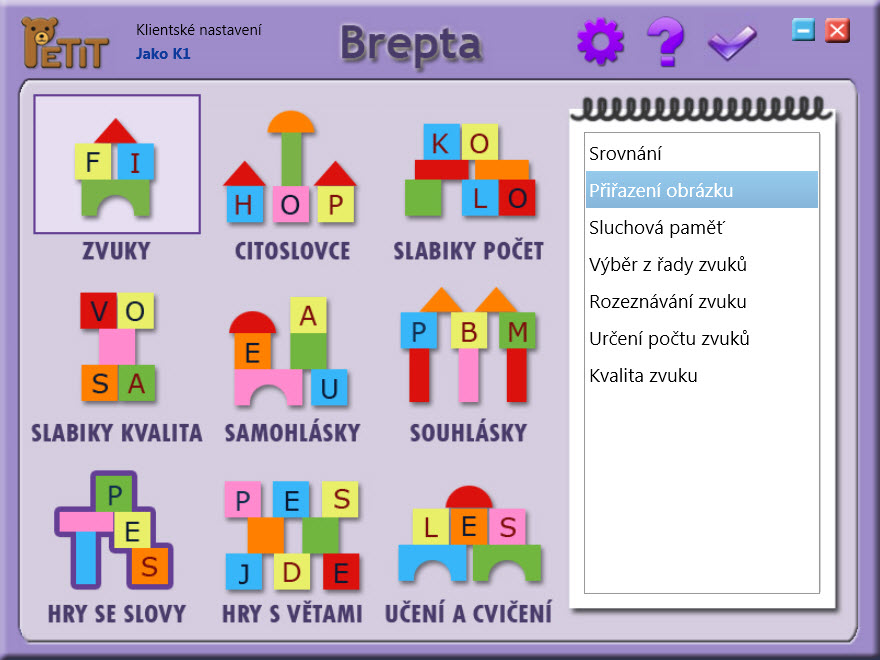 PETIT
Klientské nastavení
Jako K1
Brepta
?
F I
ZVUKY
H O P
CITOSLOVCE
K O
L O
SLABIKY POČET
V O
S A
SLABIKY KVALITA
A
E
U
SAMOHLÁSKY
P B M
SOUHLÁSKY
P
E
S
HRY SE SLOVY
P E S
J D E
HRY S VĚTAMI
L E S
UČENÍ A CVIČENÍ
Srovnání
Přiřazení obrázku
Sluchová paměť
Výběr z řady zvuků
Rozeznávání zvuku
Určení počtu zvuků
Kvalita zvuku